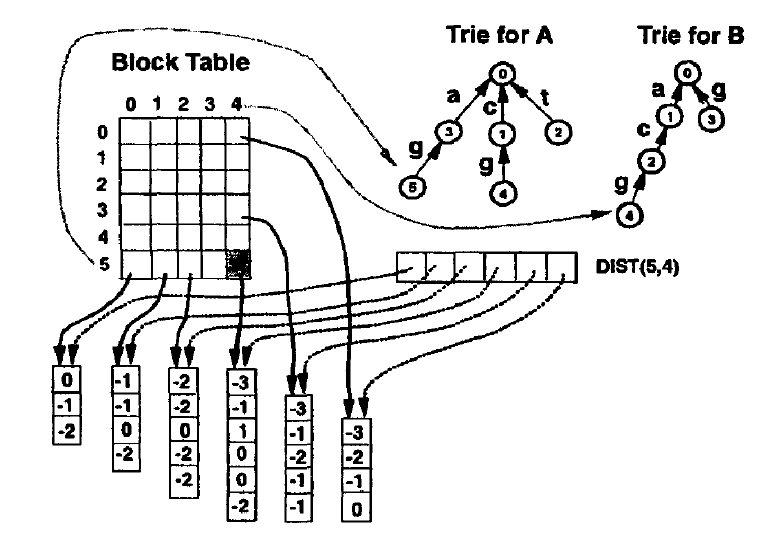 Trie for A
Trie for B
Block Table
0 1 2 3 4
0
1
2
3
4
5
0
a c t
3 1 2
g g
5 4
0
a g
1 3
c
2
g
4
DIST(5,4)
0 -1 -2 -3 -3 -3
-1 -1 -2 -1 -1 -2
-2 0 0 1 -2 -1
-2 -2 0 -1 0
-2 0 -1
-2